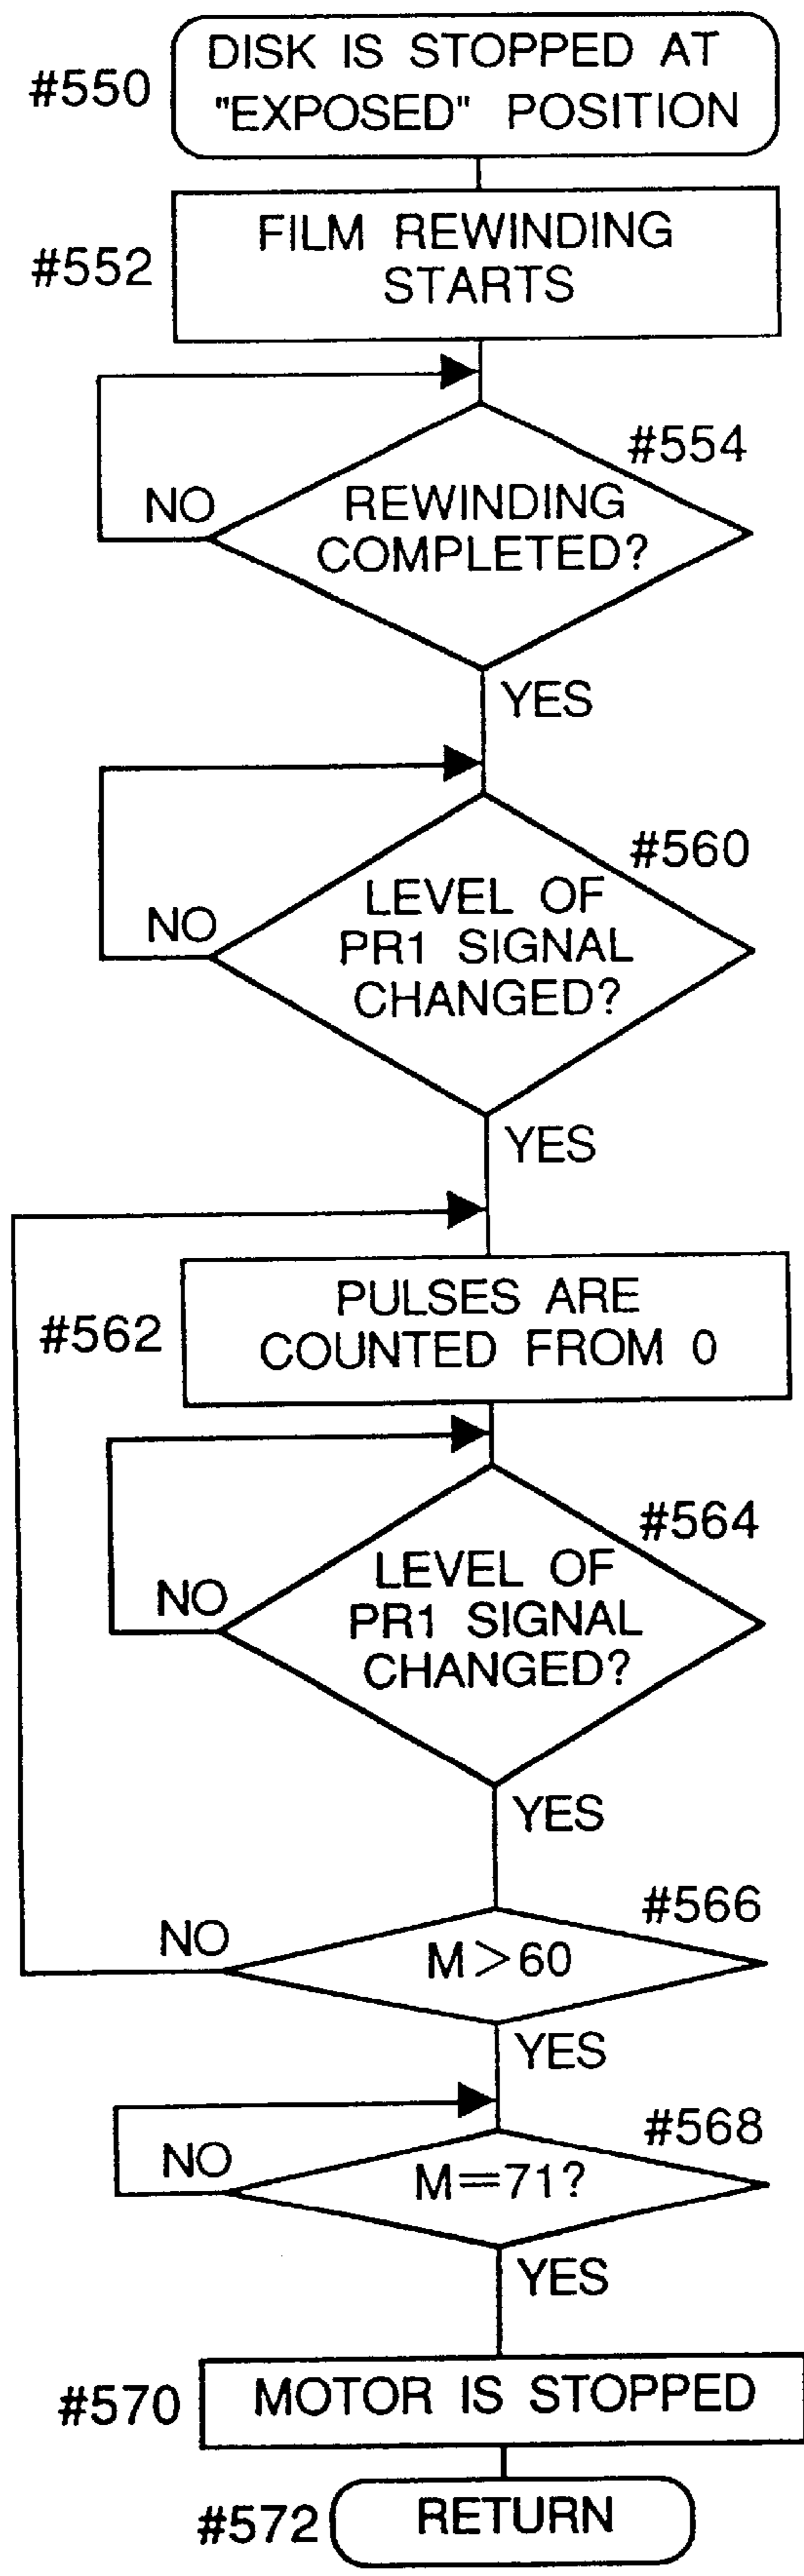 #550
DISK IS STOPPED AT
"EXPOSED" POSITION
#552
FILM REWINDING
STARTS
#554
NO
REWINDING
COMPLETED?
YES
#560
NO
LEVEL OF
PR1 SIGNAL
CHANGED?
YES
#562
PULSES ARE
COUNTED FROM 0
#564
NO
LEVEL OF
PR1 SIGNAL
CHANGED?
YES
#566
NO
M>60
YES
#568
NO
M=71?
YES
#570
MOTOR IS STOPPED
#572
RETURN